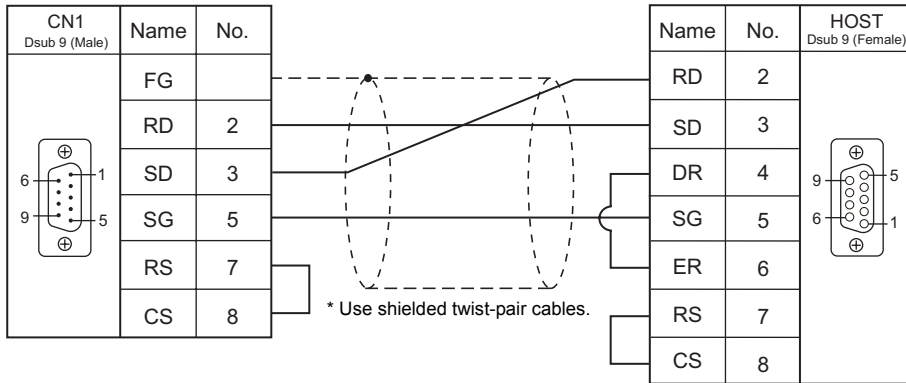 CN1
Dsub 9 (Male)
Name No.
FG
RD 2
SD 3
SG 5
RS 7
CS 8
6
1
9
5
* Use shielded twist-pair cables.
Name No.
HOST
Dsub 9 (Female)
RD 2
SD 3
DR 4
SG 5
ER 6
RS 7
CS 8
9
5
6
1